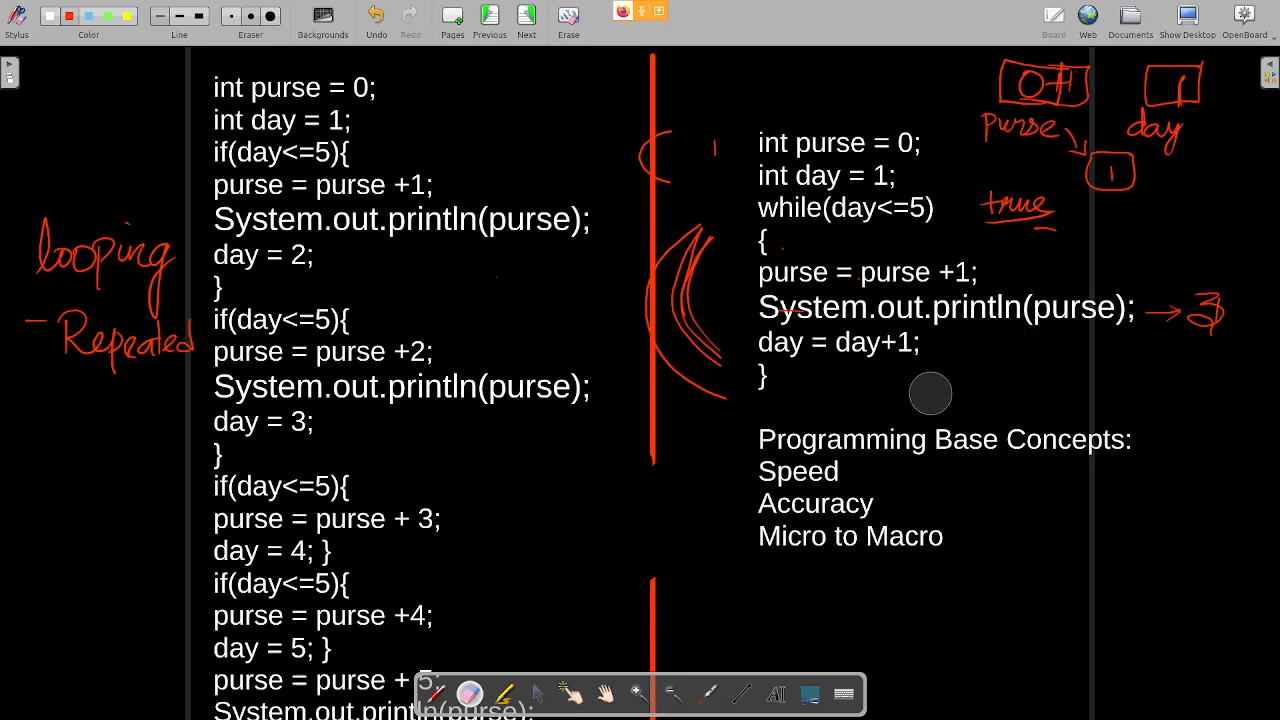 Stylus
Color
Line
Eraser
Backgrounds
Undo
Redo
Pages
Previous
Next
Erase
Board
Web
Documents
Show Desktop
OpenBoard
looping
- Repeated
int purse = 0;
int day = 1;
if(day<=5){
purse = purse +1;
System.out.println(purse);
day = 2;
}
if(day<=5){
purse = purse +2;
System.out.println(purse);
day = 3;
}
if(day<=5){
purse = purse + 3;
day = 4; }
if(day<=5){
purse = purse +4;
day = 5; }
purse = purse + 5;
System.out.println(purse);
purse
day
1
1
int purse = 0;
int day = 1;
while(day<=5)
true
{
purse = purse +1;
System.out.println(purse);
day = day+1;
}
Programming Base Concepts:
Speed
Accuracy
Micro to Macro